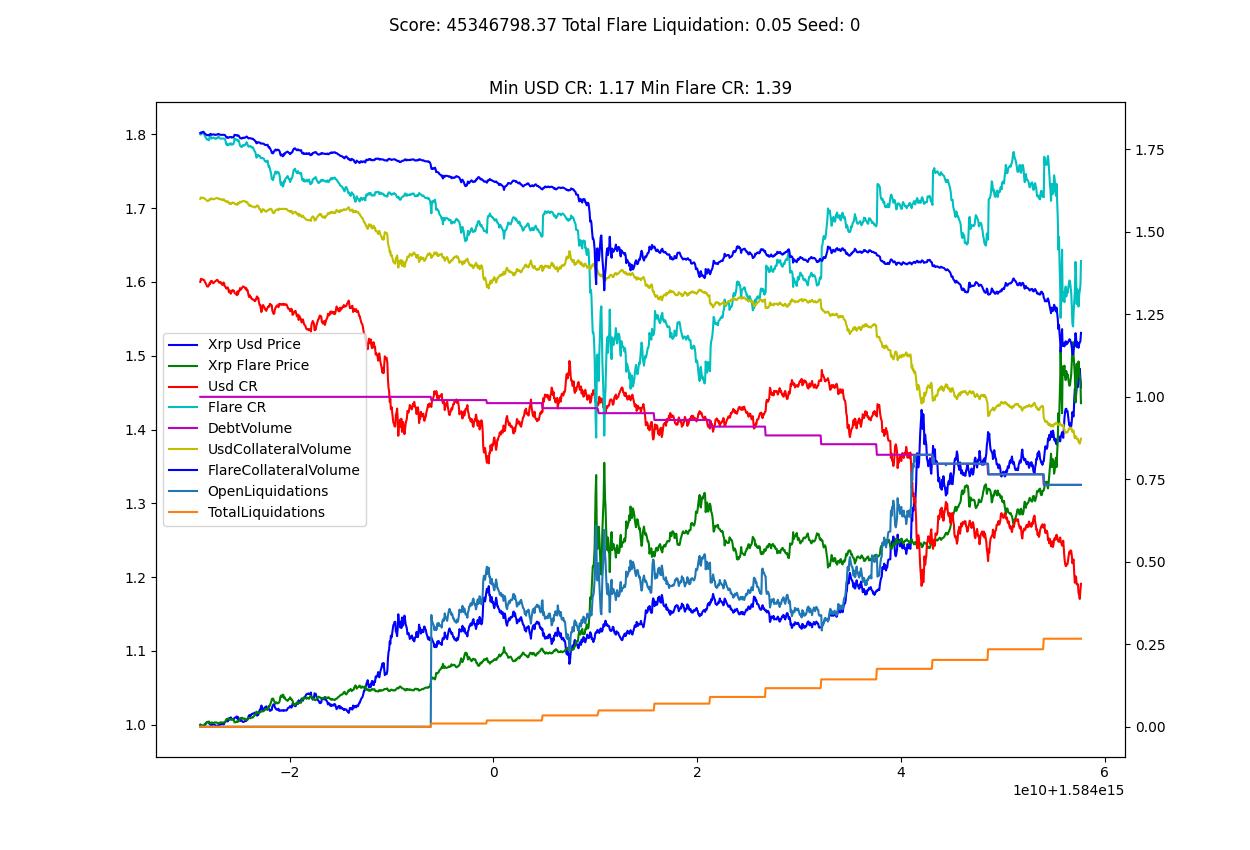 Score: 45346798.37 Total Flare Liquidation: 0.05 Seed: 0
Min USD CR: 1.17 Min Flare CR: 1.39
1.8
1.7
1.6
1.5
1.4
1.3
1.2
1.1
1.0
1.75
1.50
1.25
1.00
0.75
0.50
0.25
0.00
Xrp Usd Price
Xrp Flare Price
Usd CR
Flare CR
DebtVolume
UsdCollateralVolume
FlareCollateralVolume
OpenLiquidations
TotalLiquidations
−2 0 2 4 6
1e10+1.584e15